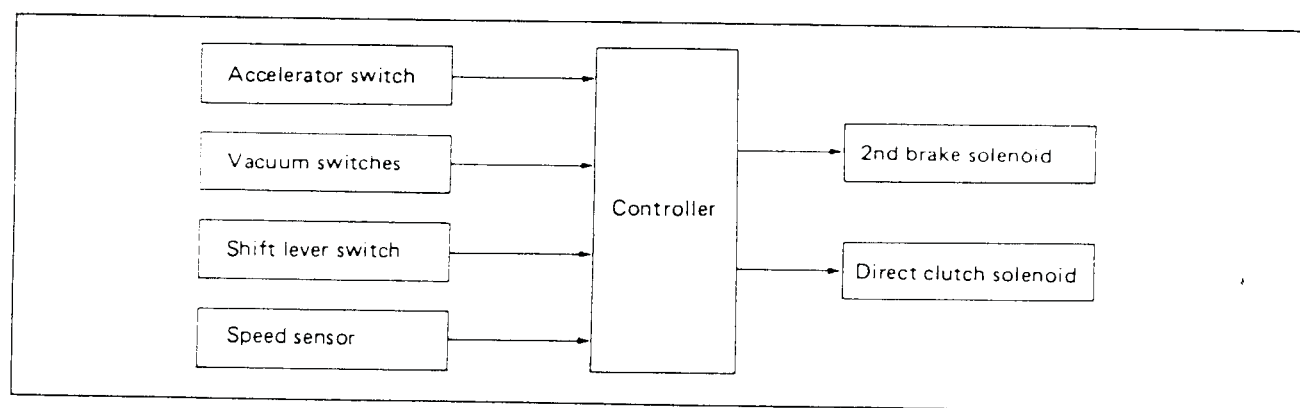 Accelerator switch
Vacuum switches
Shift lever switch
Speed sensor
Controller
2nd brake solenoid
Direct clutch solenoid